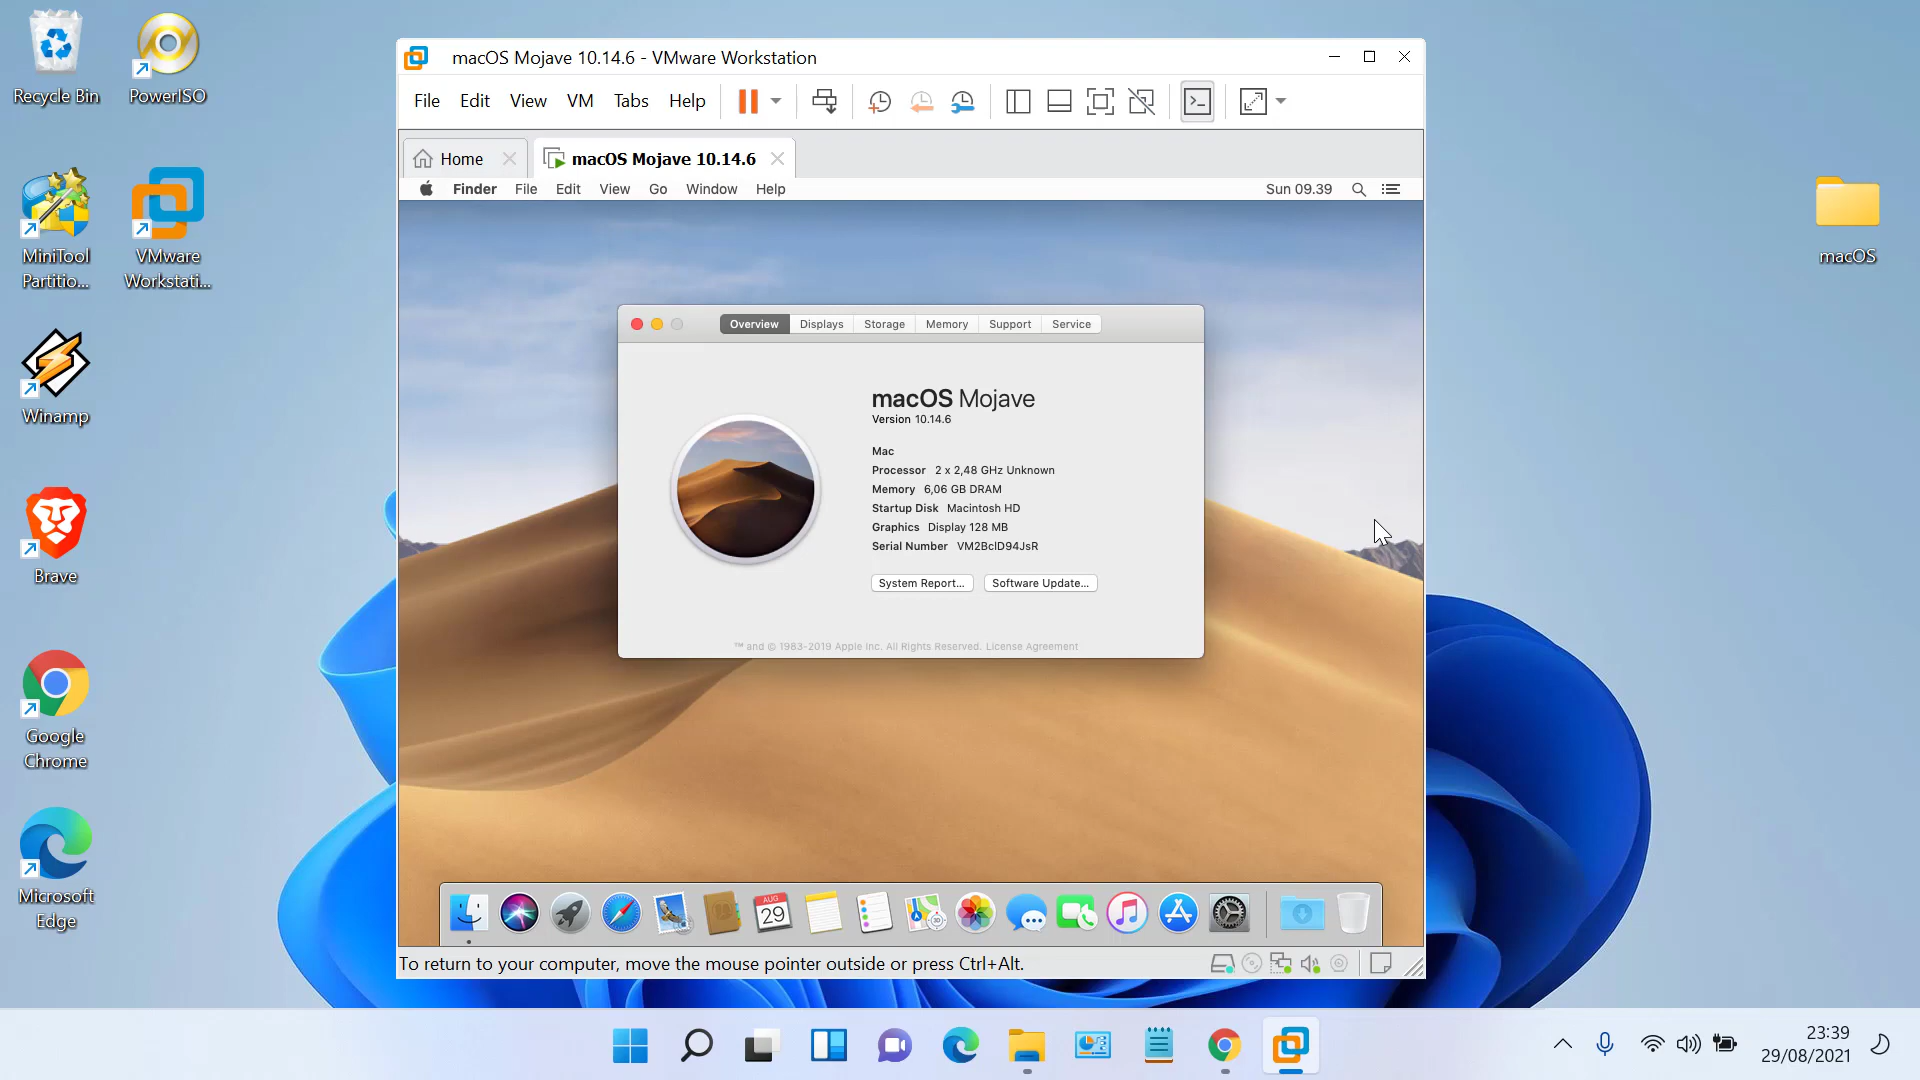 Recycle Bin
PowerISO
MiniTool
Partitio...
VMware
Workstati...
Winamp
Brave
Google
Chrome
Microsoft
Edge
macOS
macOS Mojave 10.14.6 - VMware Workstation
File Edit View VM Tabs Help
Home
macOS Mojave 10.14.6
Finder File Edit View Go Window Help
Sun 09.39
Overview Displays Storage Memory Support Service
macOS Mojave
Version 10.14.6
Mac
Processor 2 x 2,48 GHz Unknown
Memory 6,06 GB DRAM
Startup Disk Macintosh HD
Graphics Display 128 MB
Serial Number VM2BclD94JsR
System Report...
Software Update...
™ and © 1983-2019 Apple Inc. All Rights Reserved. License Agreement
AUG
29
3D
To return to your computer, move the mouse pointer outside or press Ctrl+Alt.
23:39
29/08/2021